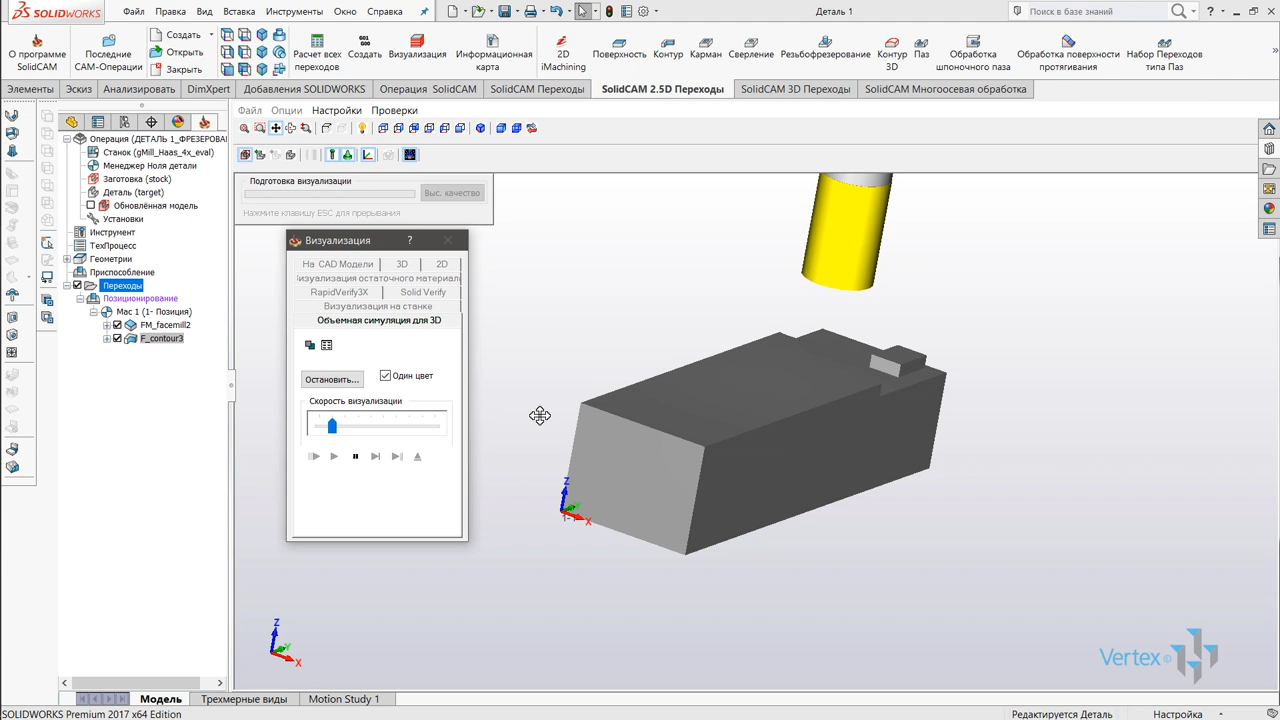 SOLIDWORKS
Файл Правка Вид Вставка Инструменты Окно Справка
Деталь 1
Поиск в базе знаний
О программе SolidCAM
Последние CAM-Операции
Создать
Открыть
Закрыть
Расчет всех переходов
G01 G00
Создать
Визуализация
Информационная карта
2D iMachining
Поверхность
Контур
Карман
Сверление
Резьбофрезерование
Контур 3D
Паз
Обработка шпоночного паза
Обработка поверхности протягивания
Набор Переходов типа Паз
Элементы Эскиз Анализировать DimXpert Добавления SOLIDWORKS Операция SolidCAM SolidCAM Переходы SolidCAM 2.5D Переходы SolidCAM 3D Переходы SolidCAM Многоосевая обработка
Файл Опции Настройки Проверки
Операция (ДЕТАЛЬ 1_ФРЕЗЕРОВАН
Станок (gMill_Haas_4x_eval)
Менеджер Ноля детали
Заготовка (stock)
Деталь (target)
Обновлённая модель
Установки
Инструмент
ТехПроцесс
Геометрии
Приспособление
Переходы
Позиционирование
Мас 1 (1- Позиция)
FM_facemill2
F_contour3
Подготовка визуализации
Выс. качество
Нажмите клавишу ESC для прерывания
Визуализация ?
На CAD Модели 3D 2D
изуализация остаточного материал
RapidVerify3X Solid Verify
Визуализация на станке
Объемная симуляция для 3D
Остановить... Один цвет
Скорость визуализации
Z
Y
X
1-
Z
Y
X
Vertex©
Модель Трехмерные виды Motion Study 1
SOLIDWORKS Premium 2017 x64 Edition
Редактируется Деталь
Настройка